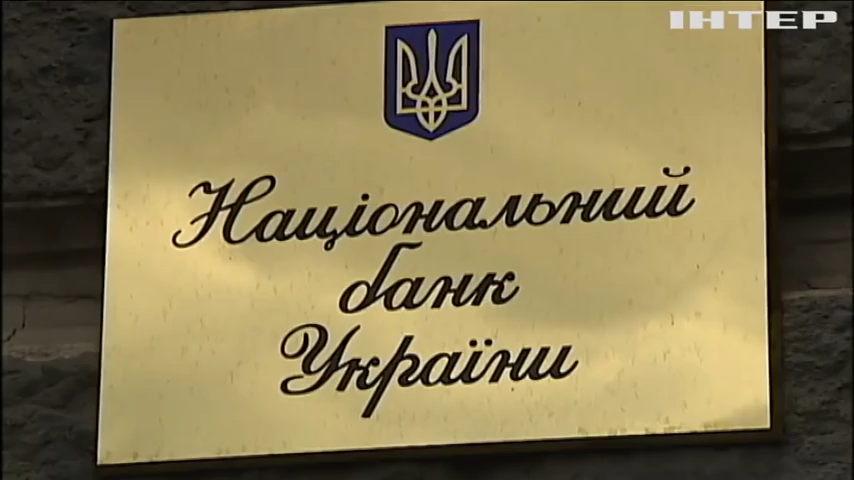 ІНТЕР
Національний
банк
України